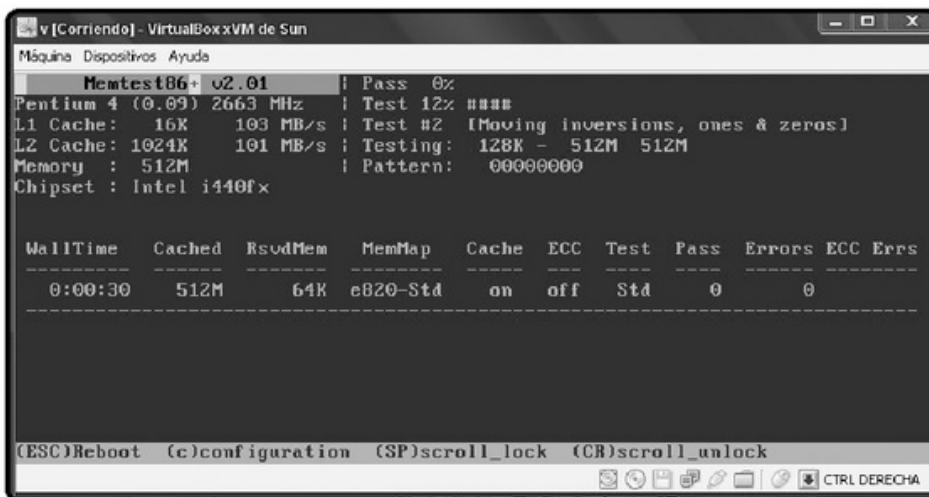 v [Corriendo] - VirtualBoxxVM de Sun
Máquina Dispositivos Ayuda
Memtest86+ v2.01 | Pass 0%
Pentium 4 (0.09) 2663 MHz | Test 12% ####
L1 Cache: 16K 103 MB/s | Test #2 [Moving inversions, ones & zeros]
L2 Cache: 1024K 101 MB/s | Testing: 128K - 512M 512M
Memory : 512M | Pattern: 00000000
Chipset : Intel i440fx
WallTime Cached RsvdMem MemMap Cache ECC Test Pass Errors ECC Errs
--------- ------ ------- -------- ----- --- ---- ---- ------ --------
0:00:30 512M 64K e820-Std on off Std 0 0
(ESC)Reboot (c)configuration (SP)scroll_lock (CR)scroll_unlock
CTRL DERECHA